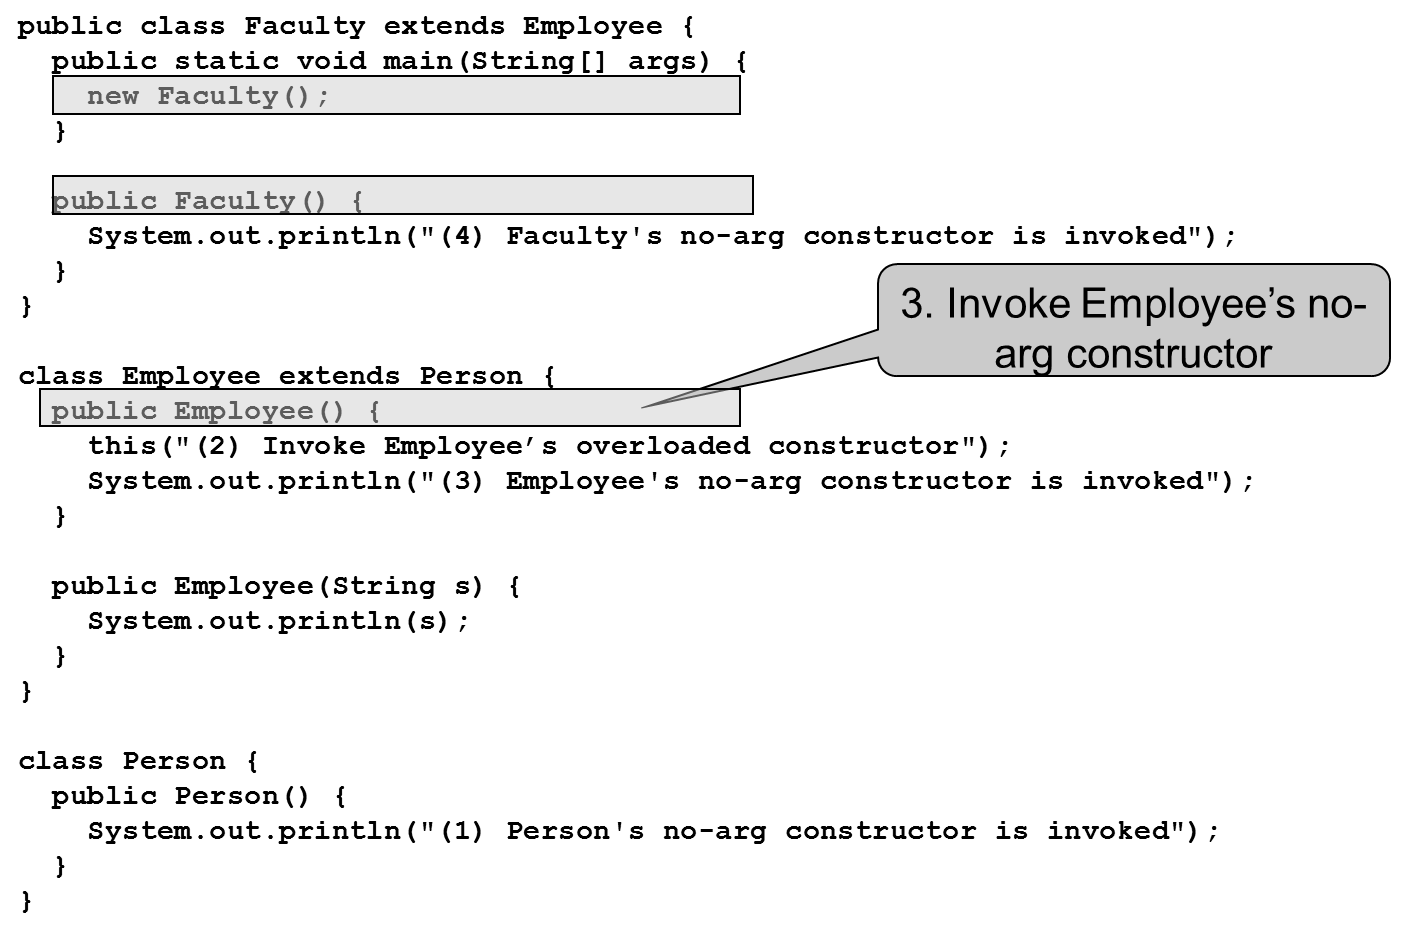 public class Faculty extends Employee {
  public static void main(String[] args) {
    new Faculty();
  }

  public Faculty() {
    System.out.println("(4) Faculty's no-arg constructor is invoked");
  }
}
3. Invoke Employee’s no-
arg constructor

class Employee extends Person {
  public Employee() {
    this("(2) Invoke Employee’s overloaded constructor");
    System.out.println("(3) Employee's no-arg constructor is invoked");
  }

  public Employee(String s) {
    System.out.println(s);
  }
}

class Person {
  public Person() {
    System.out.println("(1) Person's no-arg constructor is invoked");
  }
}